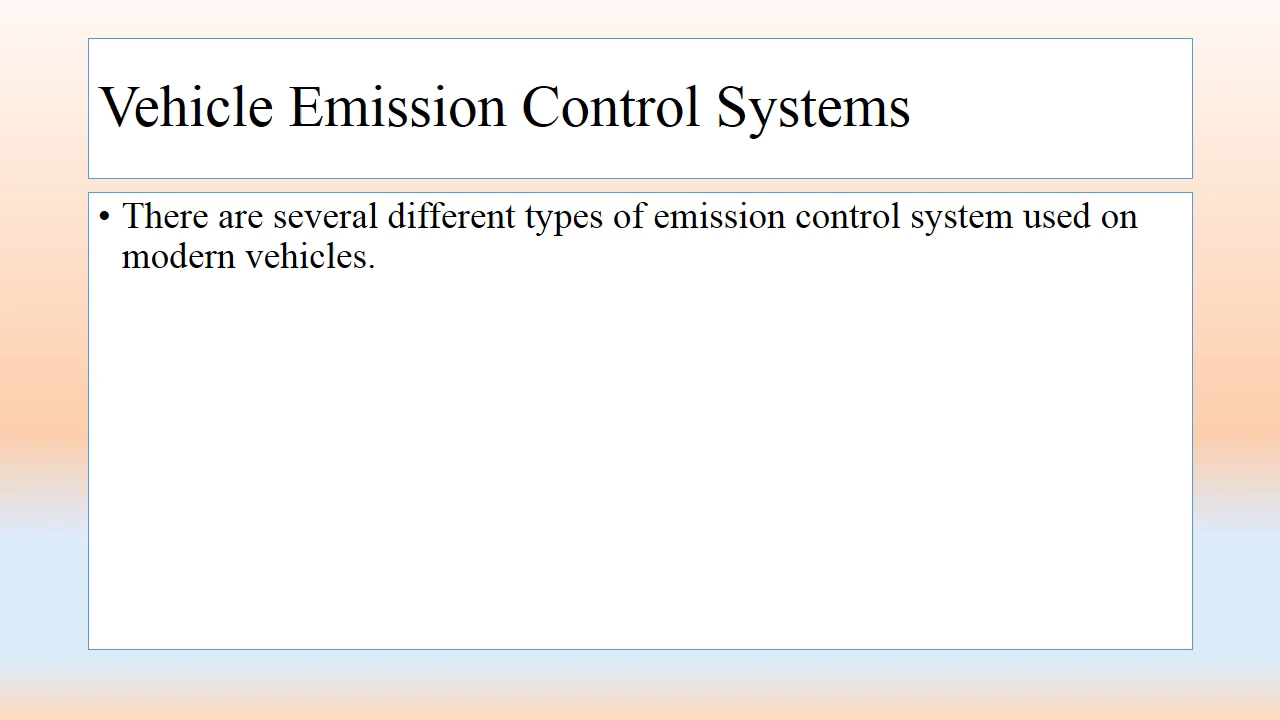 Vehicle Emission Control Systems
• There are several different types of emission control system used on
modern vehicles.